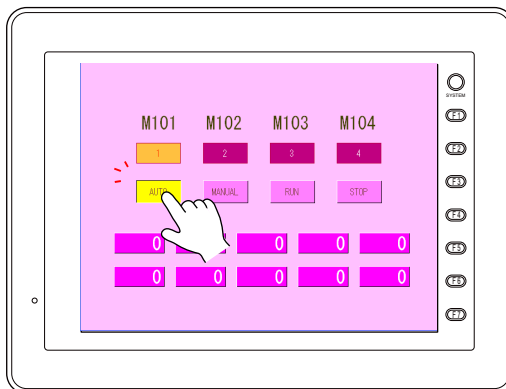 SYSTEM
M101 M102 M103 M104
1 2 3 4
AUTO MANUAL RUN STOP
0 0 0 0
0 0 0 0 0
F1
F2
F3
F4
F5
F6
F7